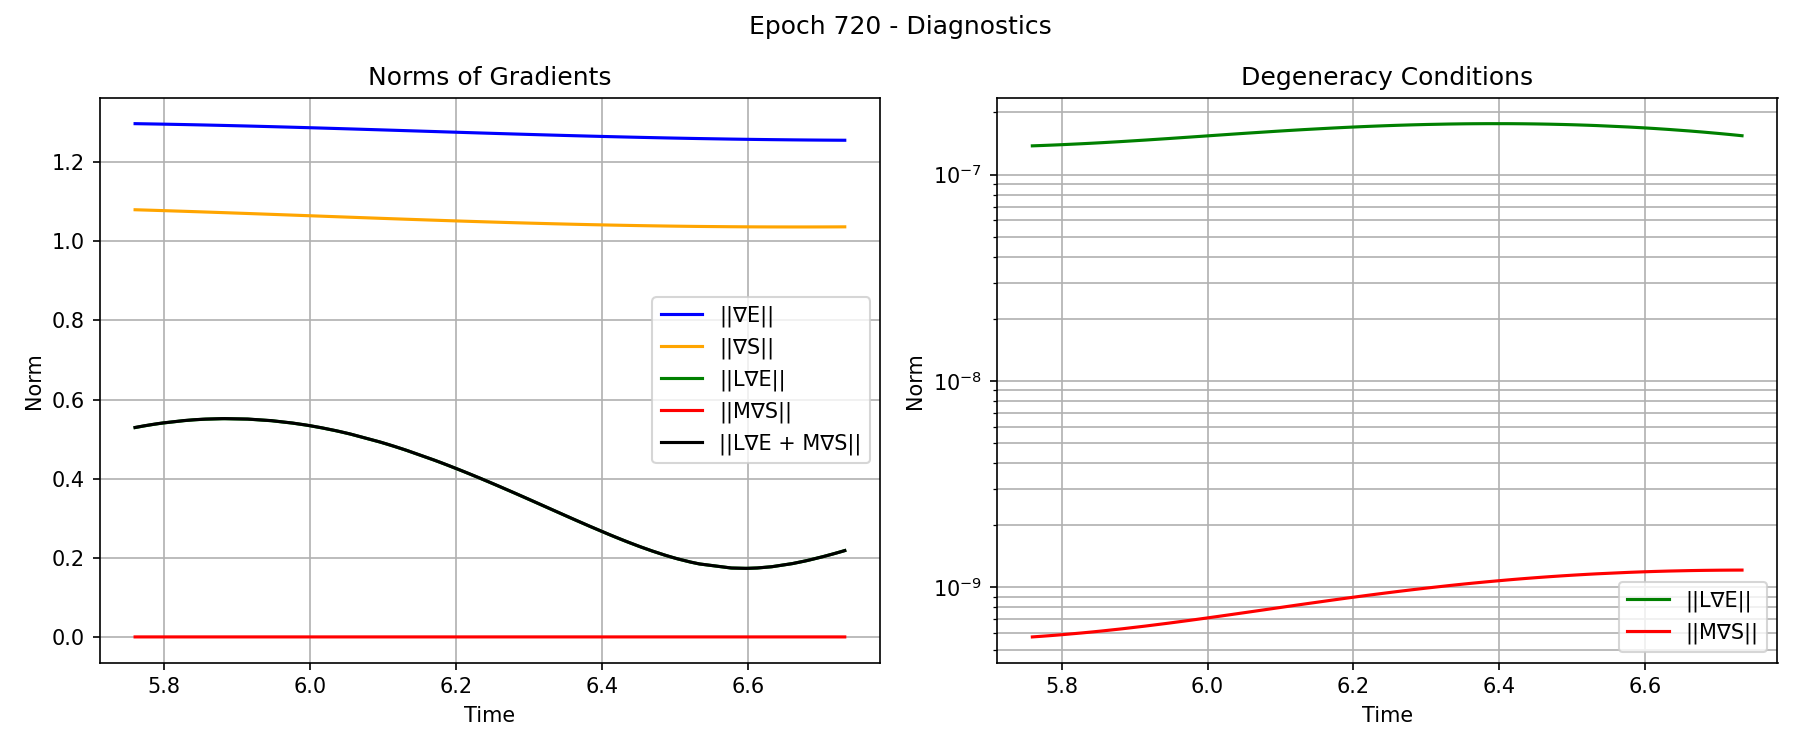 Epoch 720 - Diagnostics
Norms of Gradients
Norm
1.2
1.0
0.8
0.6
0.4
0.2
0.0
||∇E||
||∇S||
||L∇E||
||M∇S||
||L∇E + M∇S||
5.8 6.0 6.2 6.4 6.6
Time
Degeneracy Conditions
Norm
10⁻⁷
10⁻⁸
10⁻⁹
||L∇E||
||M∇S||
5.8 6.0 6.2 6.4 6.6
Time